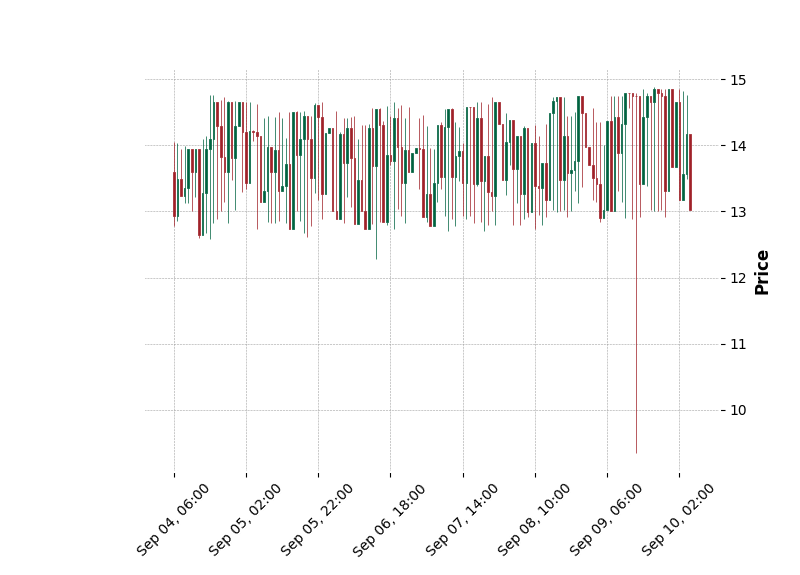 15
14
13
12
11
10
Price
Sep 04, 06:00
Sep 05, 02:00
Sep 05, 22:00
Sep 06, 18:00
Sep 07, 14:00
Sep 08, 10:00
Sep 09, 06:00
Sep 10, 02:00